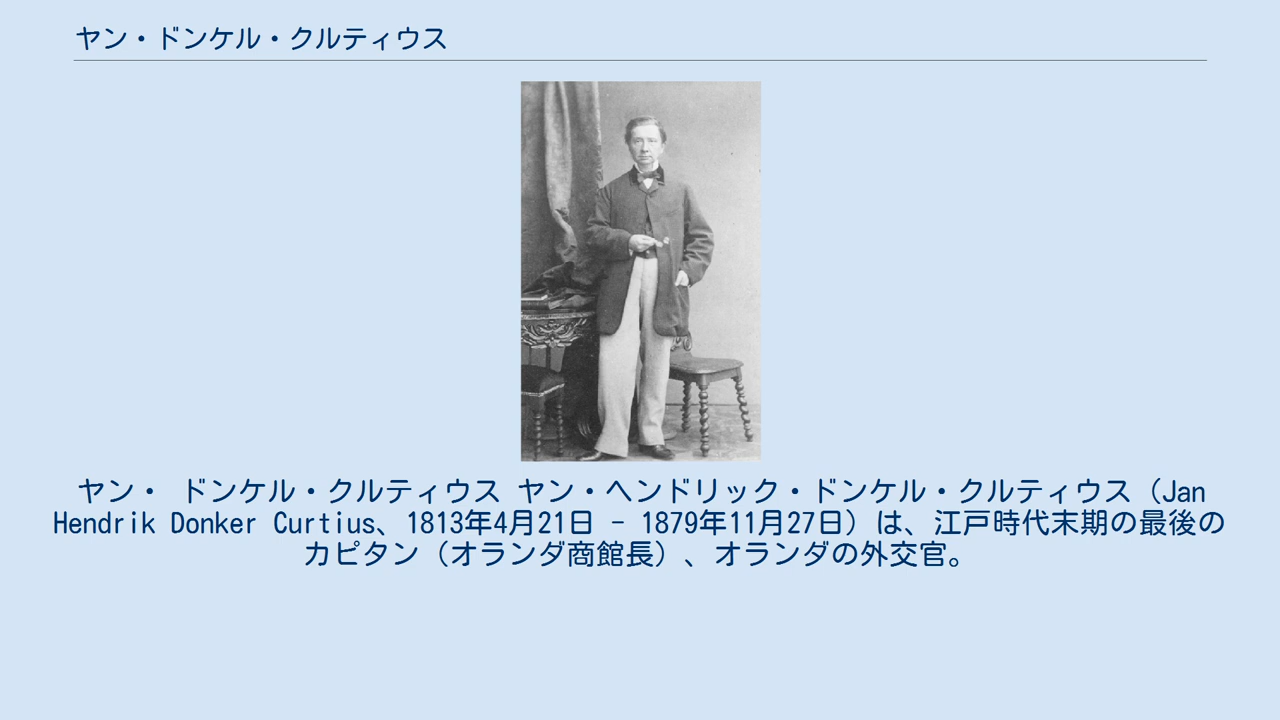 ヤン・ドンケル・クルティウス
ヤン・ ドンケル・クルティウス ヤン・ヘンドリック・ドンケル・クルティウス（Jan
Hendrik Donker Curtius、1813年4月21日 - 1879年11月27日）は、江戸時代末期の最後の
カピタン（オランダ商館長）、オランダの外交官。